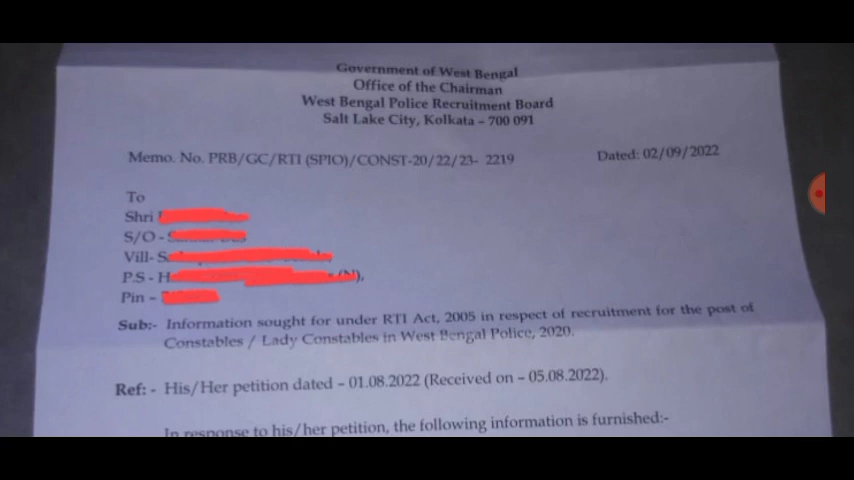 Government of West Bengal
Office of the Chairman
West Bengal Police Recruitment Board
Salt Lake City, Kolkata – 700 091
Memo. No. PRB/GC/RTI (SPIO)/CONST-20/22/23- 2219 Dated: 02/09/2022
To
Shri
S/O -
Vill- S
P.S - H (N),
Pin –
Sub:- Information sought for under RTI Act, 2005 in respect of recruitment for the post of
Constables / Lady Constables in West Bengal Police, 2020.
Ref: - His/Her petition dated – 01.08.2022 (Received on – 05.08.2022).
In response to his/her petition, the following information is furnished:-